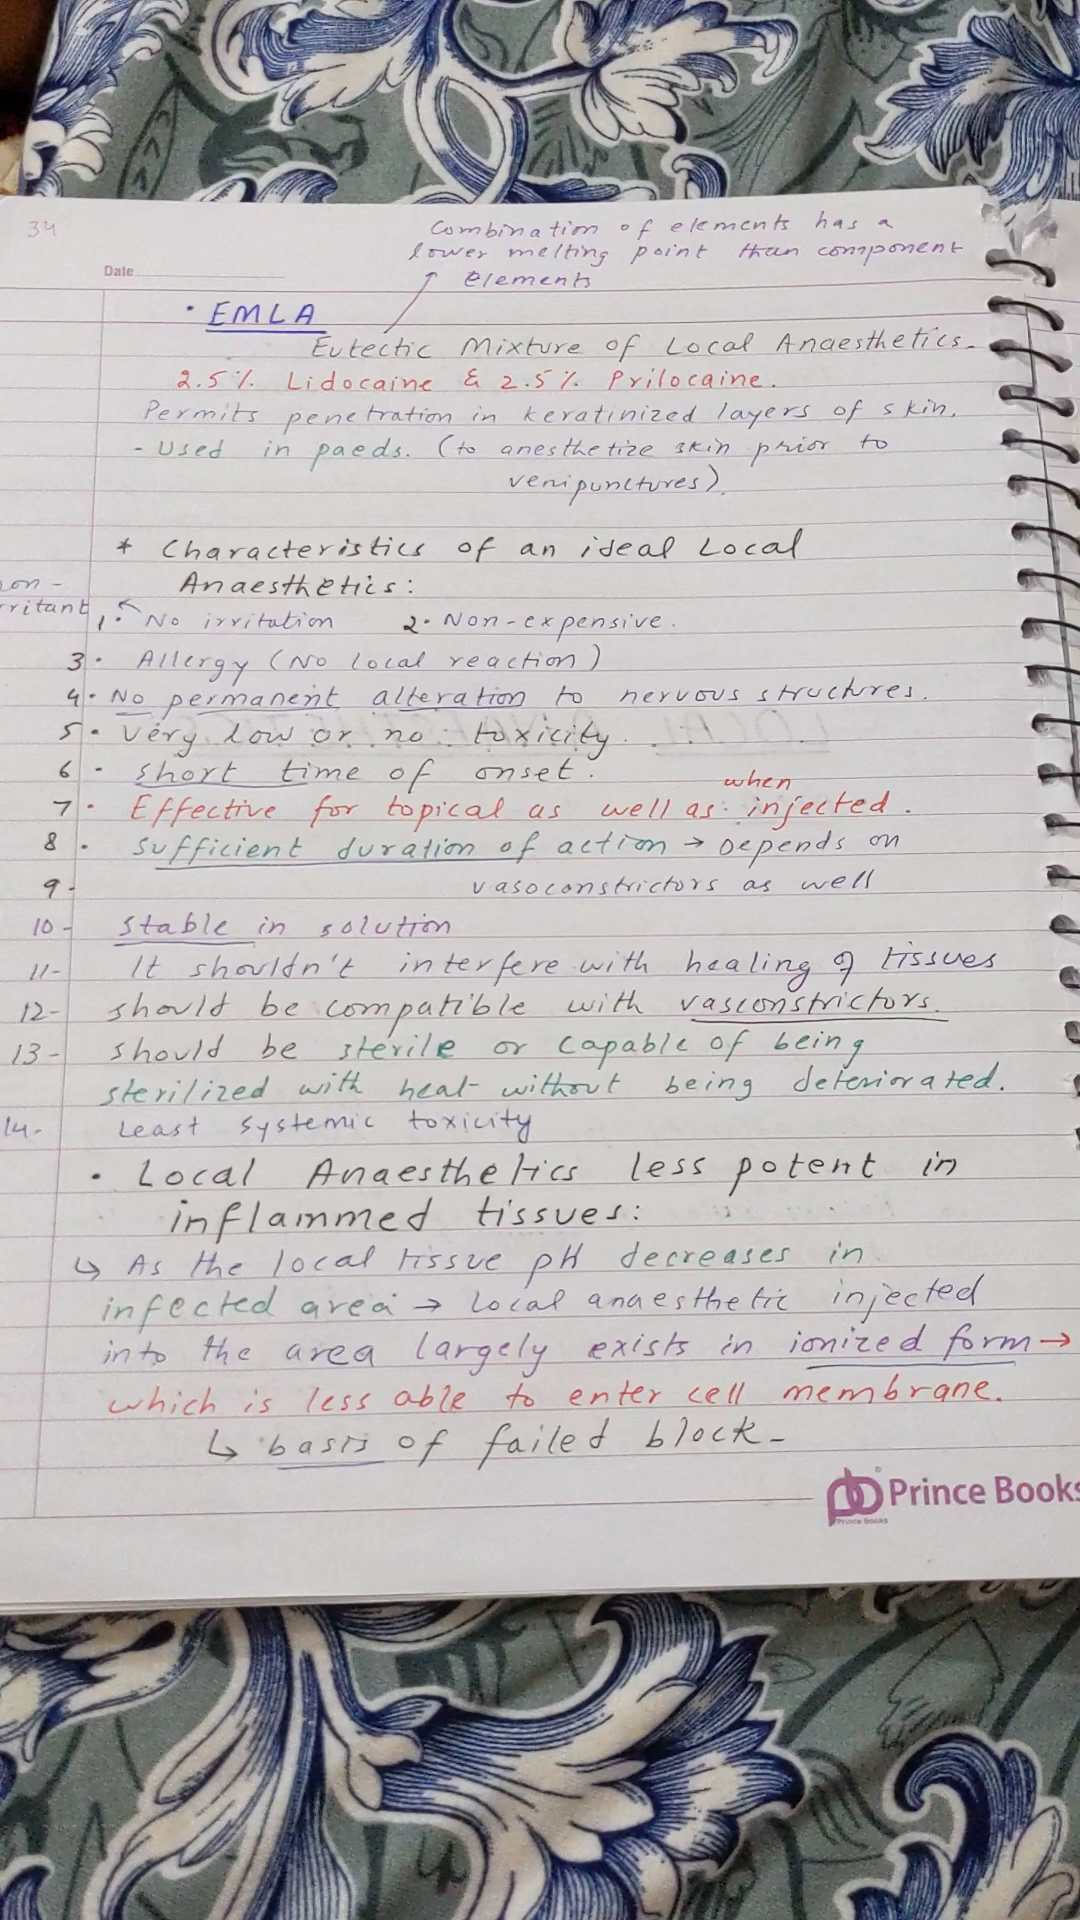 34
Combination of elements has a
lower melting point than component
elements
Date
• EMLA
Eutectic Mixture of Local Anaesthetics-
2.5% Lidocaine & 2.5% Prilocaine.
Permits penetration in keratinized layers of skin.
- Used in paeds. (to anesthetize skin prior to
venipunctures).
* Characteristics of an ideal Local
Anaesthetics:
1. No irritation 2. Non-expensive.
3. Allergy (No local reaction)
4. No permanent alteration to nervous structures.
5. very low or no toxicity.
6. short time of onset.
when
7. Effective for topical as well as injected.
8. sufficient duration of action → Depends on
9. vasoconstrictors as well
10- stable in solution
11- It shouldn't interfere with healing of tissues
12- should be compatible with vasconstrictors.
13- should be sterile or capable of being
sterilized with heat without being deteriorated.
14- Least systemic toxicity
• Local Anaesthetics less potent in
inflammed tissues:
↳ As the local tissue pH decreases in
infected area → local anaesthetic injected
into the area largely exists in ionized form →
which is less able to enter cell membrane.
↳ basis of failed block-
Prince Books
Prince Books